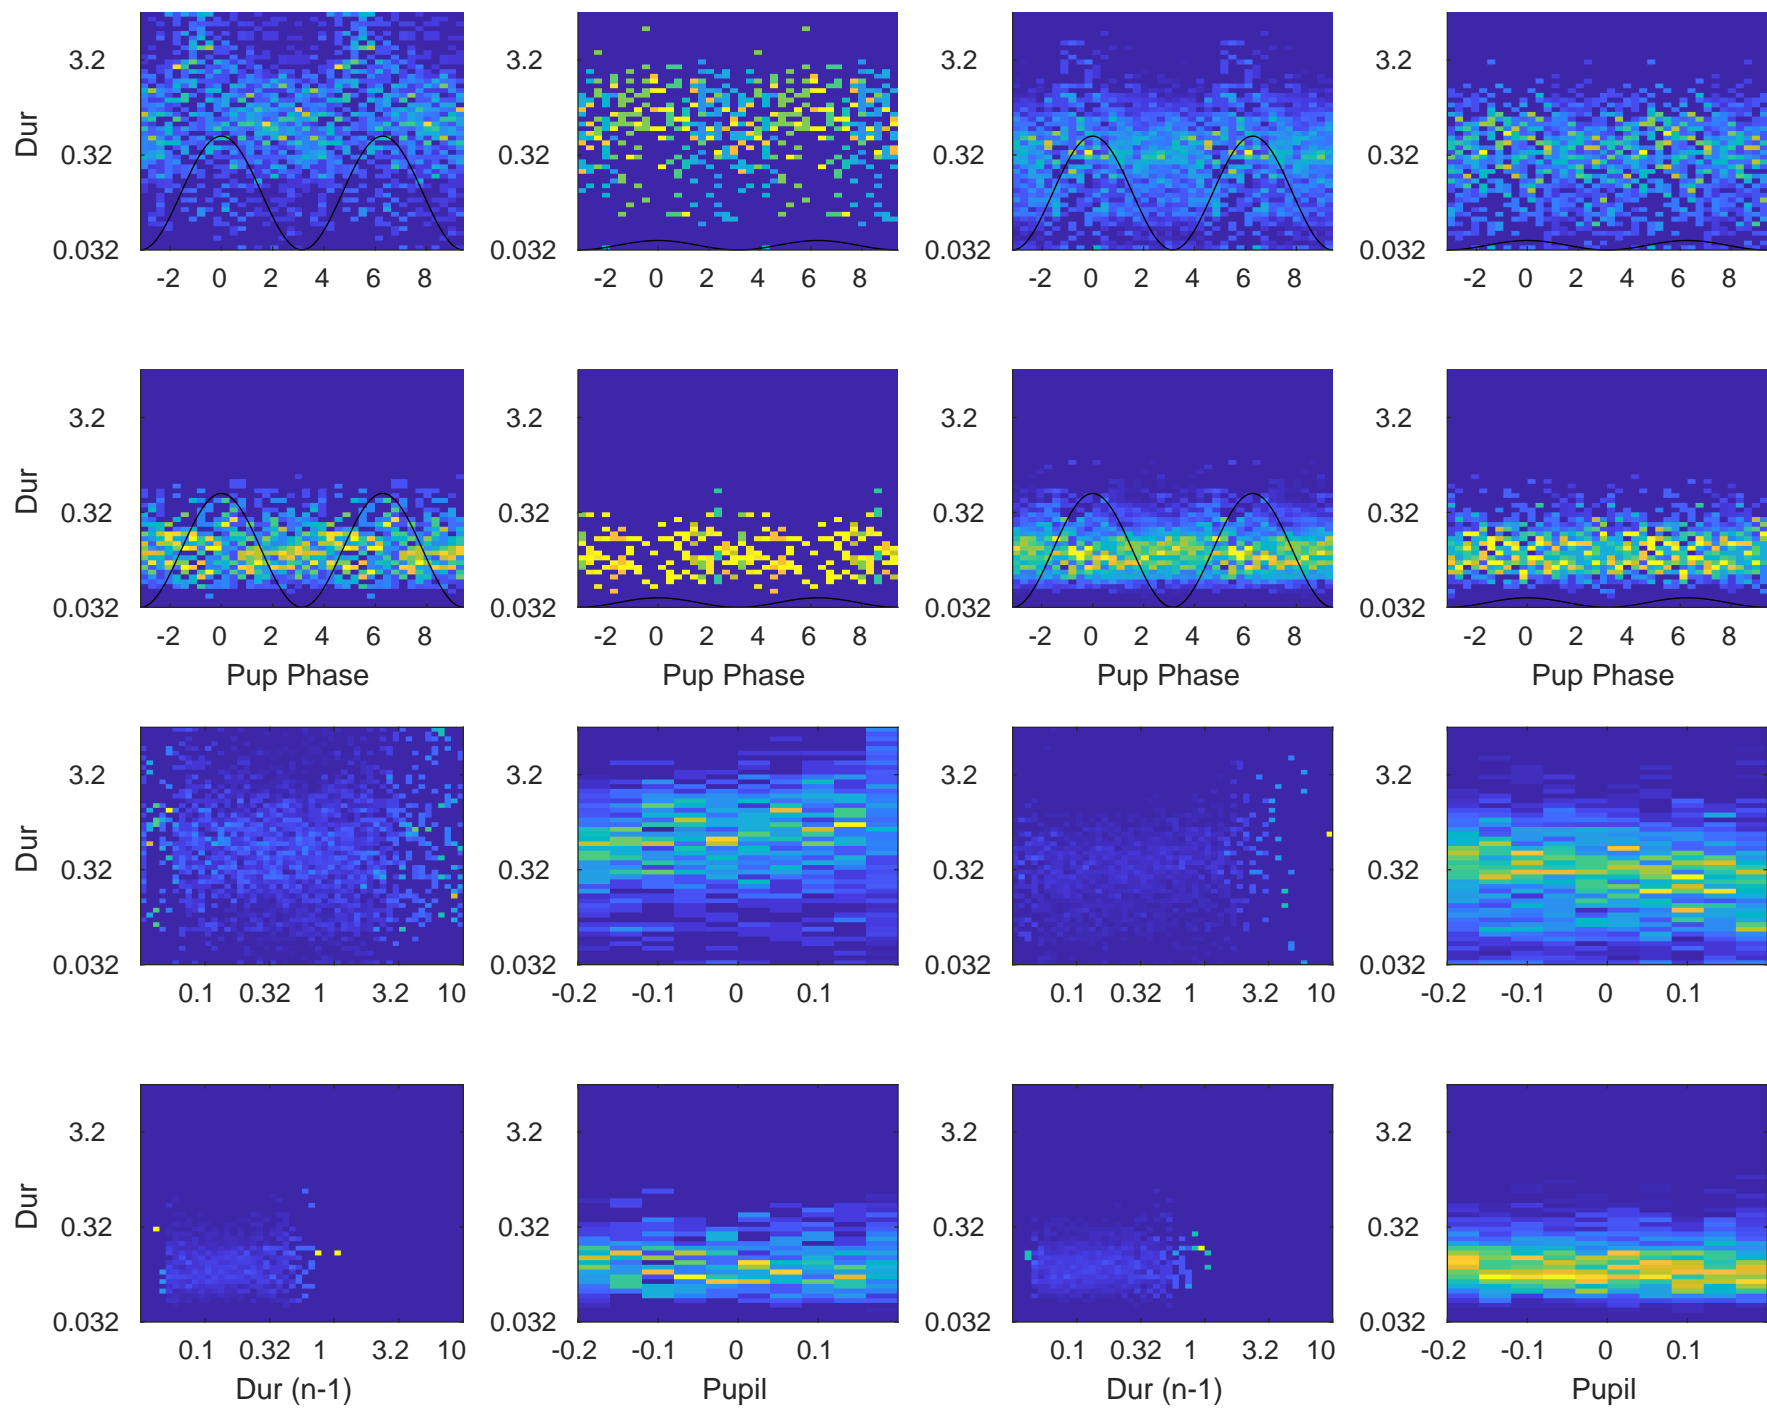 Dur 3.2 0.32 0.032 3.2 0.32 0.032 3.2 0.32 0.032 3.2 0.32 0.032
-2 0 2 4 6 8 -2 0 2 4 6 8 -2 0 2 4 6 8 -2 0 2 4 6 8
Dur 3.2 0.32 0.032 3.2 0.32 0.032 3.2 0.32 0.032 3.2 0.32 0.032
-2 0 2 4 6 8 -2 0 2 4 6 8 -2 0 2 4 6 8 -2 0 2 4 6 8
Pup Phase Pup Phase Pup Phase Pup Phase
Dur 3.2 0.32 0.032 3.2 0.32 0.032 3.2 0.32 0.032 3.2 0.32 0.032
0.1 0.32 1 3.2 10 -0.2 -0.1 0 0.1 0.1 0.32 1 3.2 10 -0.2 -0.1 0 0.1
Dur 3.2 0.32 0.032 3.2 0.32 0.032 3.2 0.32 0.032 3.2 0.32 0.032
0.1 0.32 1 3.2 10 -0.2 -0.1 0 0.1 0.1 0.32 1 3.2 10 -0.2 -0.1 0 0.1
Dur (n-1) Pupil Dur (n-1) Pupil